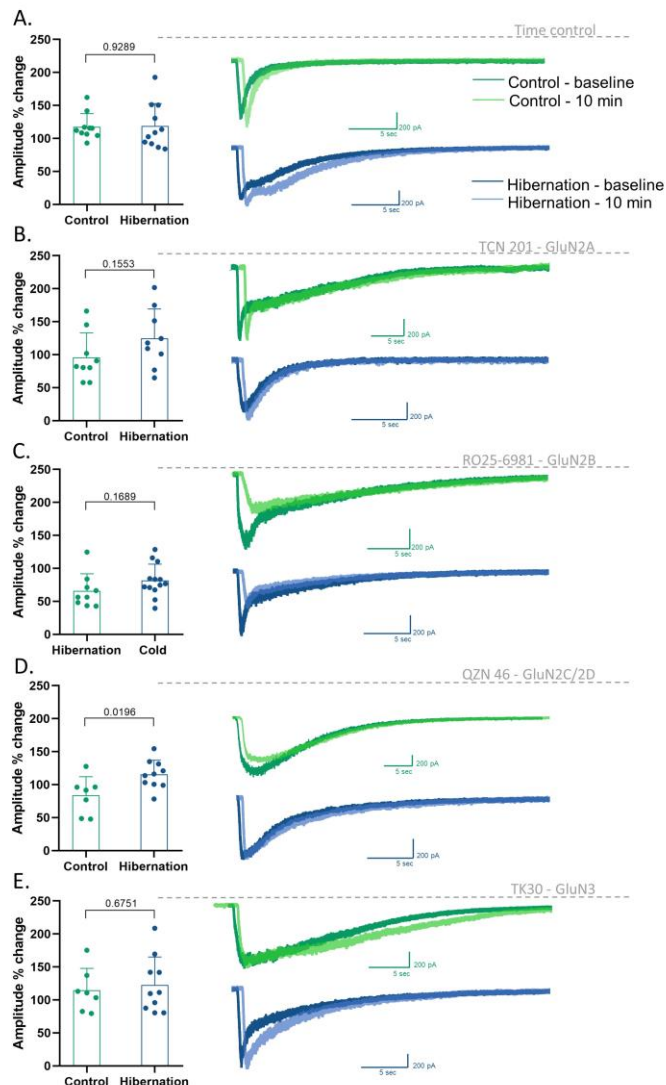 A.
Time control
Amplitude % change
250
200
150
100
50
0
0.9289
Control
Hibernation
Control - baseline
Control - 10 min
200 pA
5 sec
Hibernation - baseline
Hibernation - 10 min
200 pA
5 sec
B.
TCN 201 - GluN2A
Amplitude % change
250
200
150
100
50
0
0.1553
Control
Hibernation
200 pA
5 sec
200 pA
5 sec
C.
RO25-6981 - GluN2B
Amplitude % change
250
200
150
100
50
0
0.1689
Hibernation
Cold
200 pA
5 sec
200 pA
5 sec
D.
QZN 46 - GluN2C/2D
Amplitude % change
250
200
150
100
50
0
0.0196
Control
Hibernation
200 pA
5 sec
200 pA
5 sec
E.
TK30 - GluN3
Amplitude % change
250
200
150
100
50
0
0.6751
Control
Hibernation
200 pA
5 sec
200 pA
5 sec